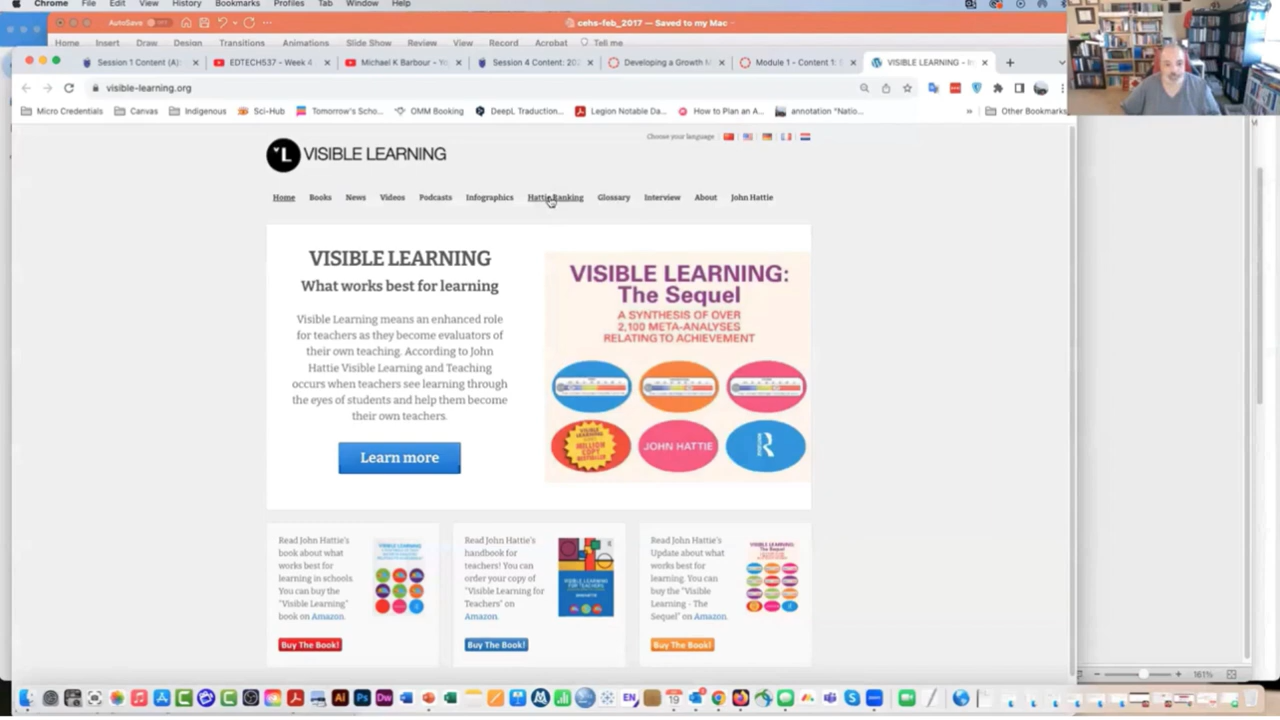 Chrome File Edit View History Bookmarks Profiles Tab Window Help
AutoSave cehs-feb_2017 — Saved to my Mac
Home Insert Draw Design Transitions Animations Slide Show Review View Record Acrobat Tell me
Session 1 Content (A): EDTECH537 - Week 4 Michael K Barbour - Yo Session 4 Content: 202 Developing a Growth M Module 1 - Content 1: E VISIBLE LEARNING - In
visible-learning.org
Micro Credentials Canvas Indigenous Sci-Hub Tomorrow's Scho... OMM Booking DeepL Traduction... Legion Notable Da... How to Plan an A... annotation "Natio... » Other Bookmarks
Choose your language
VISIBLE LEARNING
Home Books News Videos Podcasts Infographics Hattie Ranking Glossary Interview About John Hattie
VISIBLE LEARNING
What works best for learning
Visible Learning means an enhanced role
for teachers as they become evaluators of
their own teaching. According to John
Hattie Visible Learning and Teaching
occurs when teachers see learning through
the eyes of students and help them become
their own teachers.
Learn more
VISIBLE LEARNING:
The Sequel
A SYNTHESIS OF OVER
2,100 META-ANALYSES
RELATING TO ACHIEVEMENT
VISIBLE LEARNING MILLION COPY BESTSELLER
JOHN HATTIE
Read John Hattie's
book about what
works best for
learning in schools.
You can buy the
"Visible Learning"
book on Amazon.
Buy The Book!
Read John Hattie's
handbook for
teachers! You can
order your copy of
"Visible Learning for
Teachers" on
Amazon.
Buy The Book!
Read John Hattie's
Update about what
works best for
learning. You can
buy the "Visible
Learning - The
Sequel" on Amazon.
Buy The Book!
161%